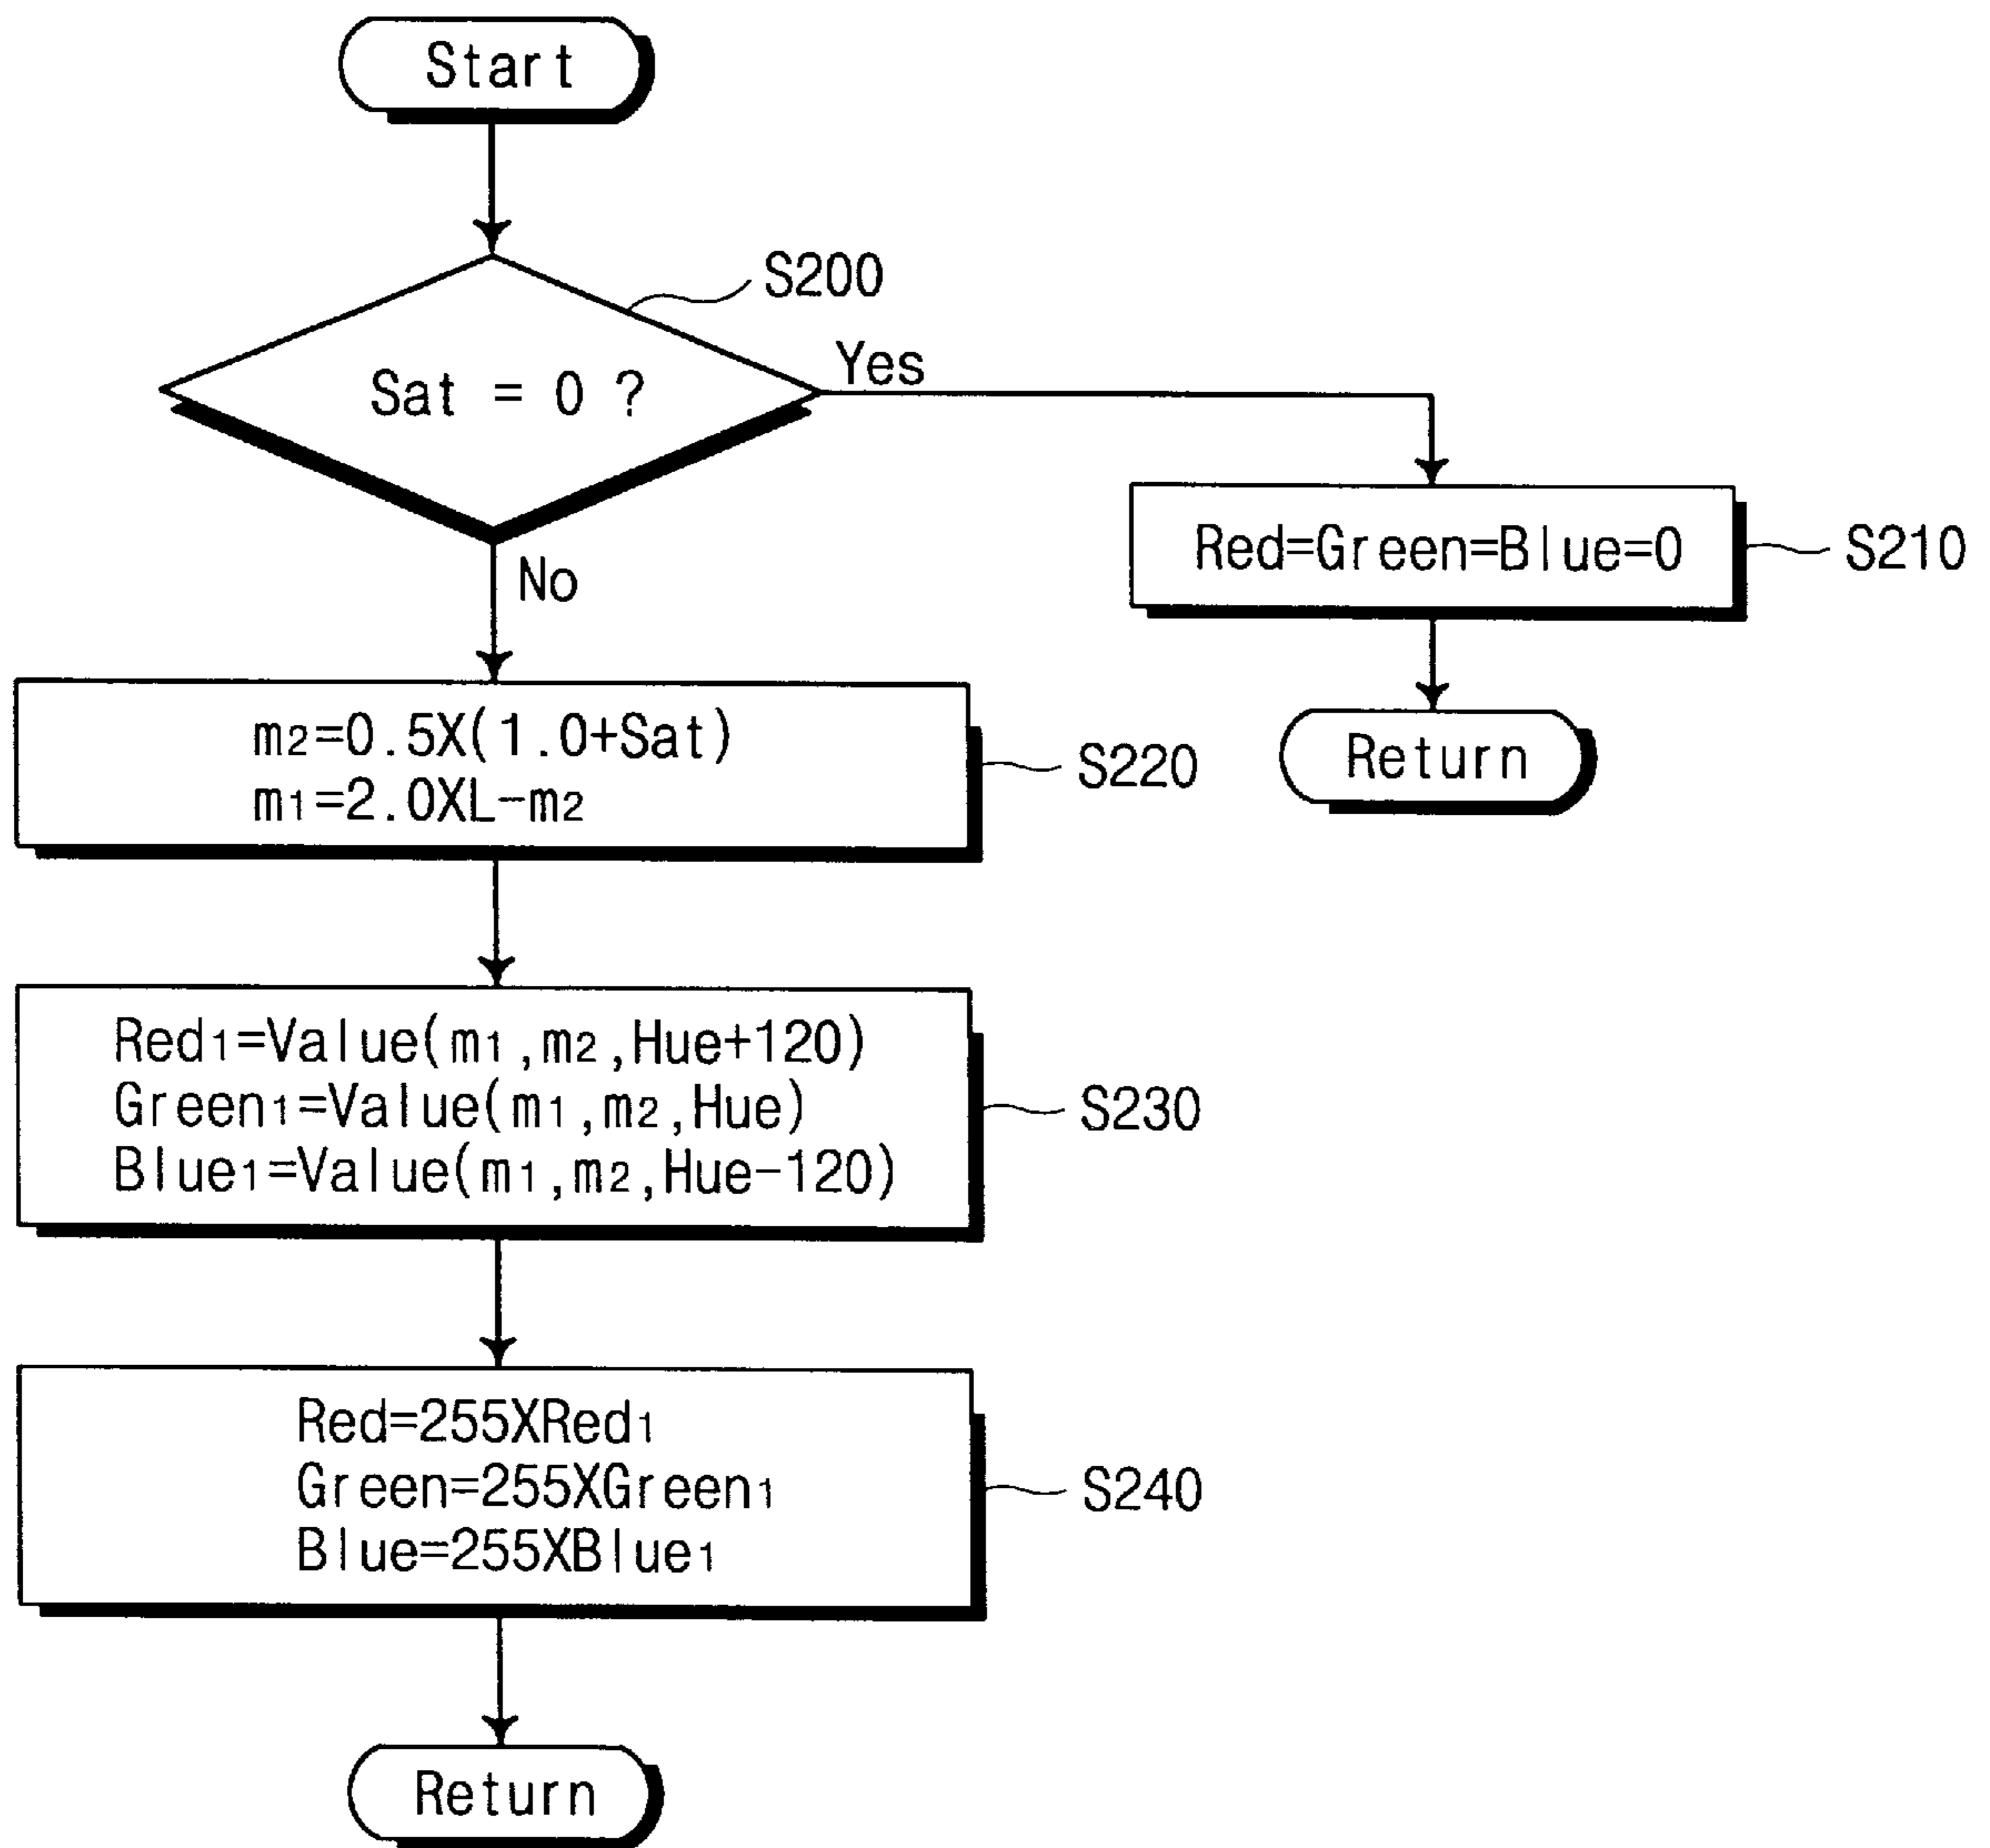 Start
S200
Sat = 0 ?
Yes
No
Red=Green=Blue=0
S210
Return
m2=0.5X(1.0+Sat)
m1=2.0XL-m2
S220
Red1=Value(m1,m2,Hue+120)
Green1=Value(m1,m2,Hue)
Blue1=Value(m1,m2,Hue-120)
S230
Red=255XRed1
Green=255XGreen1
Blue=255XBlue1
S240
Return